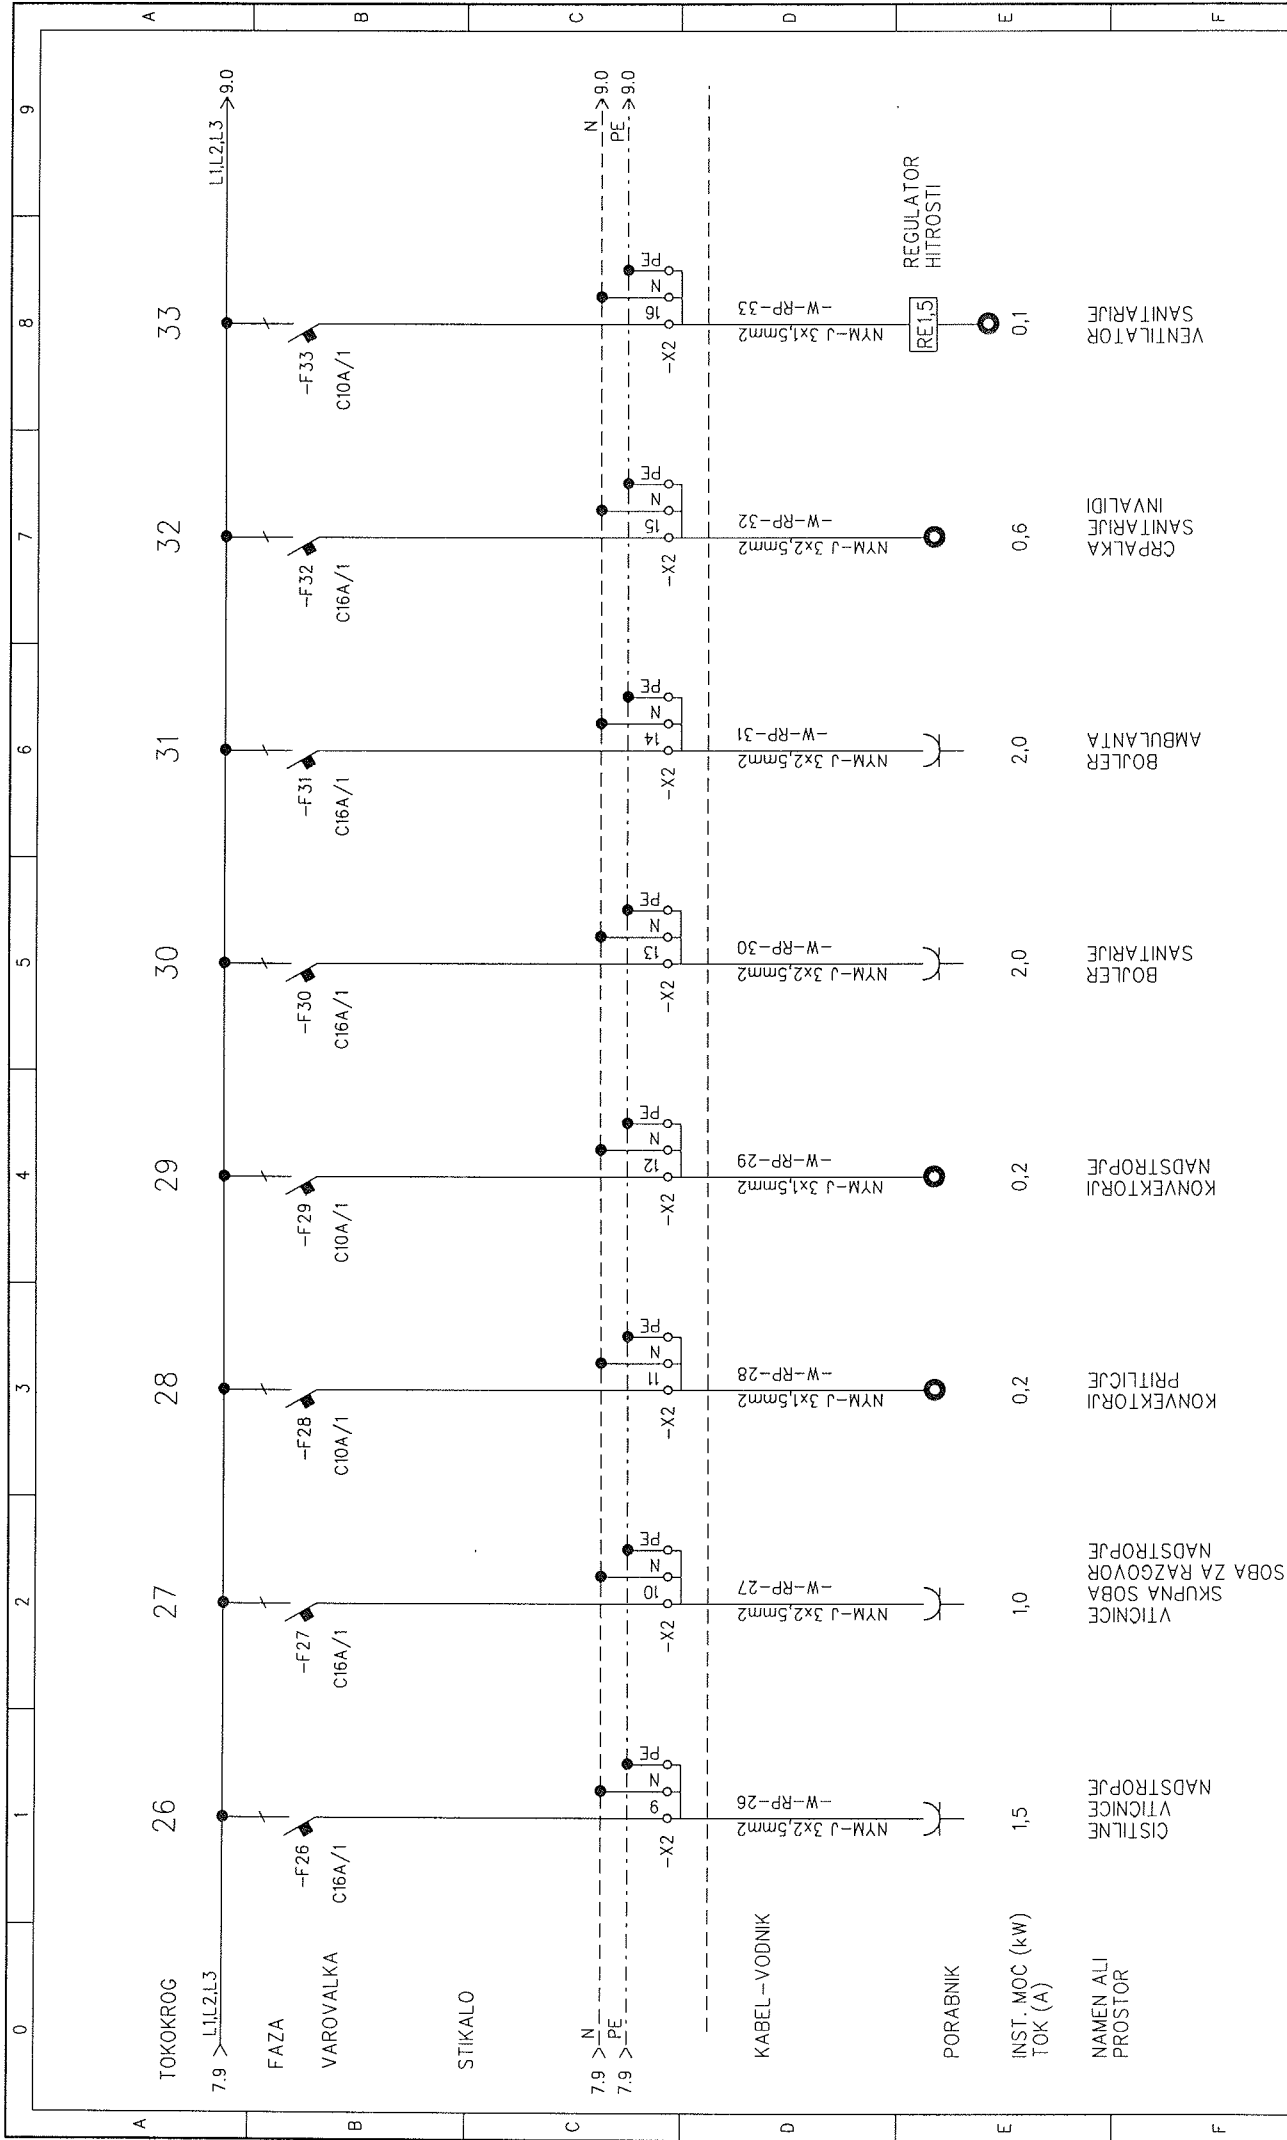 0 1 2 3 4 5 6 7 8 9
A
B
C
D
E
F
A
B
C
D
E
F
TOKOKROG 26 27 28 29 30 31 32 33
7.9 L1,L2,L3
L1,L2,L3 9.0
FAZA
VAROVALKA
-F26
C16A/1
-F27
C16A/1
-F28
C10A/1
-F29
C10A/1
-F30
C16A/1
-F31
C16A/1
-F32
C16A/1
-F33
C10A/1
STIKALO
7.9 N
N 9.0
7.9 PE
PE 9.0
-X2 9 N PE
-X2 10 N PE
-X2 11 N PE
-X2 12 N PE
-X2 13 N PE
-X2 14 N PE
-X2 15 N PE
-X2 16 N PE
KABEL-VODNIK
-W-RP-26
NYM-J 3x2,5mm2
-W-RP-27
NYM-J 3x2,5mm2
-W-RP-28
NYM-J 3x1,5mm2
-W-RP-29
NYM-J 3x1,5mm2
-W-RP-30
NYM-J 3x2,5mm2
-W-RP-31
NYM-J 3x2,5mm2
-W-RP-32
NYM-J 3x2,5mm2
-W-RP-33
NYM-J 3x1,5mm2
PORABNIK
RE1,5
REGULATOR
HITROSTI
INST. MOČ (kW)
TOK (A)
1,5 1,0 0,2 0,2 2,0 2,0 0,6 0,1
NAMEN ALI
PROSTOR
CISTILNE
VTICNICE
NADSTROPJE
VTICNICE
SKUPNA SOBA
SOBA ZA RAZGOVOR
NADSTROPJE
KONVEKTORJI
PRITLICJE
KONVEKTORJI
NADSTROPJE
BOJLER
SANITARIJE
BOJLER
AMBULANTA
CRPALKA
SANITARIJE
INVALIDI
VENTILATOR
SANITARIJE